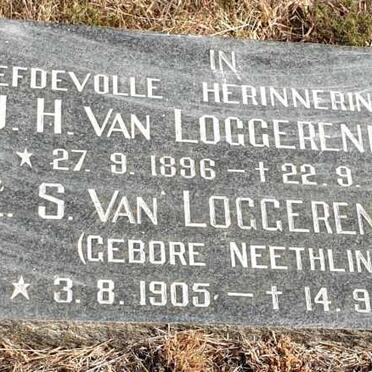 IN
EFDEVOLLE HERINNERIN
J. H. VAN LOGGEREN
★ 27. 9. 1896 – † 22. 9.
S. VAN LOGGEREN
(GEBORE NEETHLIN
★ 3. 8. 1905 – † 14. 9